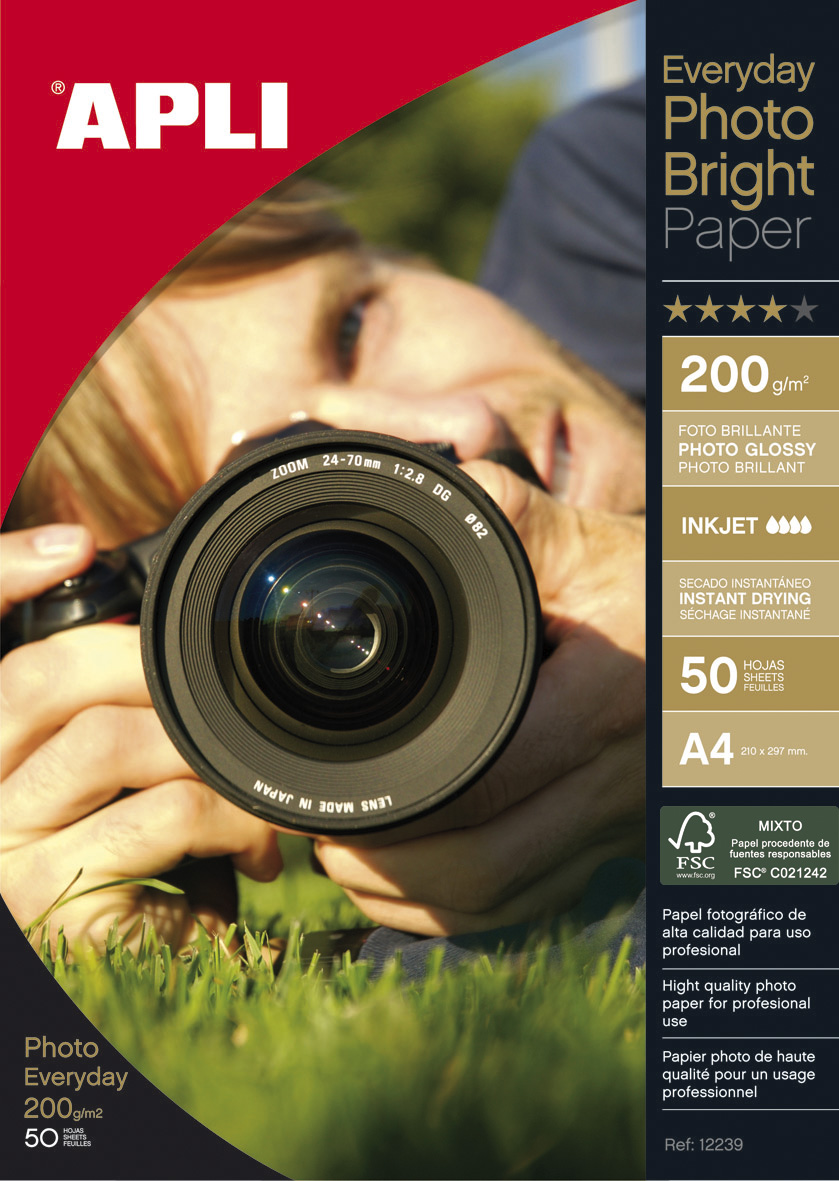 ®APLI
ZOOM 24-70mm 1:2.8 DG Ø82
LENS MADE IN JAPAN
Photo
Everyday
200g/m2
50 HOJAS
SHEETS
FEUILLES
Everyday
Photo
Bright
Paper
200 g/m²
FOTO BRILLANTE
PHOTO GLOSSY
PHOTO BRILLANT
INKJET
SECADO INSTANTÁNEO
INSTANT DRYING
SÉCHAGE INSTANTANÉ
50 HOJAS
SHEETS
FEUILLES
A4 210 x 297 mm.
FSC®
www.fsc.org
MIXTO
Papel procedente de
fuentes responsables
FSC® C021242
Papel fotográfico de
alta calidad para uso
profesional
Hight quality photo
paper for profesional
use
Papier photo de haute
qualité pour un usage
professionnel
Ref: 12239